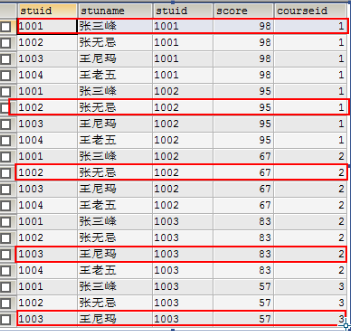 stuid stuname stuid score courseid
1001 张三峰 1001 98 1
1002 张无忌 1001 98 1
1003 王尼玛 1001 98 1
1004 王老五 1001 98 1
1001 张三峰 1002 95 1
1002 张无忌 1002 95 1
1003 王尼玛 1002 95 1
1004 王老五 1002 95 1
1001 张三峰 1002 67 2
1002 张无忌 1002 67 2
1003 王尼玛 1002 67 2
1004 王老五 1002 67 2
1001 张三峰 1003 83 2
1002 张无忌 1003 83 2
1003 王尼玛 1003 83 2
1004 王老五 1003 83 2
1001 张三峰 1003 57 3
1002 张无忌 1003 57 3
1003 王尼玛 1003 57 3